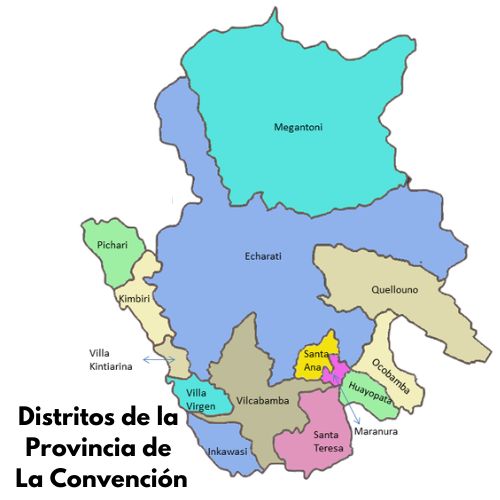 Megantoni
Pichari
Echarati
Kimbiri
Quellouno
Villa
Kintiarina
Santa
Ana
Ocobamba
Villa
Virgen
Vilcabamba
Huayopata
Maranura
Santa
Teresa
Inkawasi
Distritos de la
Provincia de
La Convención